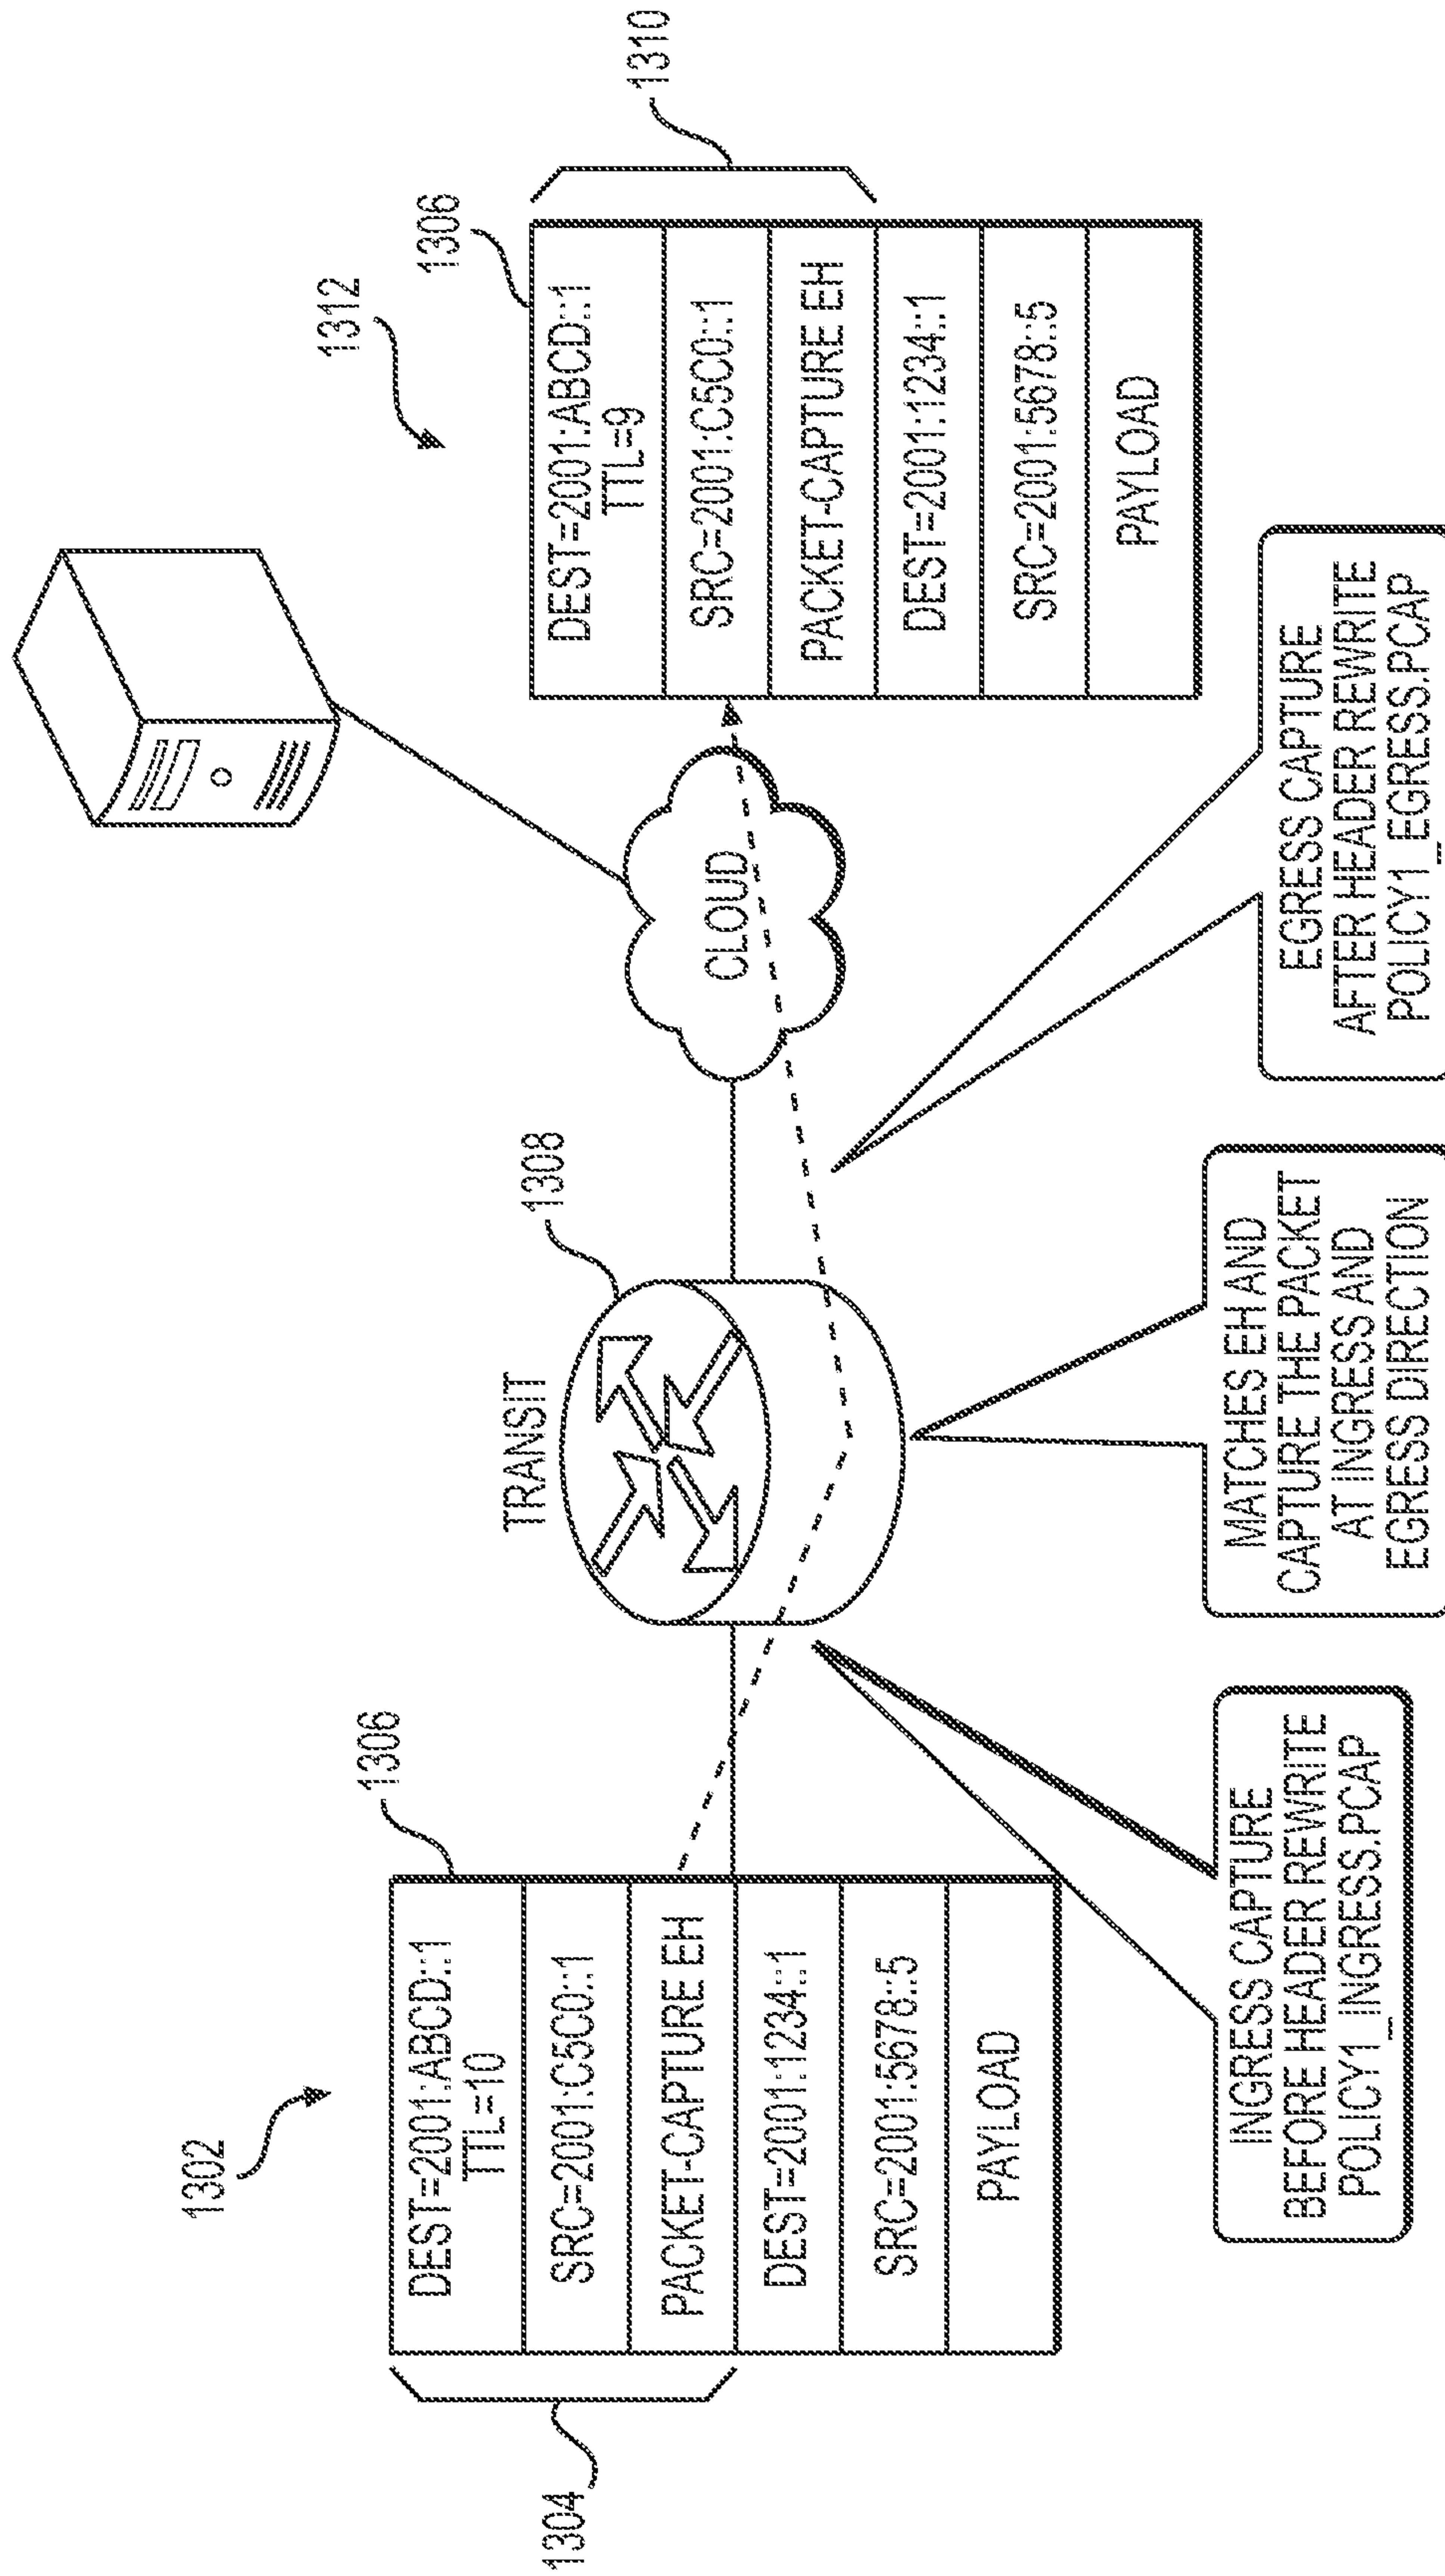 1302
1304
1306
DEST=2001:ABCD::1
TTL=10
SRC=2001:C5C0::1
PACKET-CAPTURE EH
DEST=2001:1234::1
SRC=2001:5678::5
PAYLOAD
INGRESS CAPTURE
BEFORE HEADER REWRITE
POLICY1_INGRESS.PCAP
TRANSIT
1308
MATCHES EH AND
CAPTURE THE PACKET
AT INGRESS AND
EGRESS DIRECTION
CLOUD
EGRESS CAPTURE
AFTER HEADER REWRITE
POLICY1_EGRESS.PCAP
1312
1306
1310
DEST=2001:ABCD::1
TTL=9
SRC=2001:C5C0::1
PACKET-CAPTURE EH
DEST=2001:1234::1
SRC=2001:5678::5
PAYLOAD